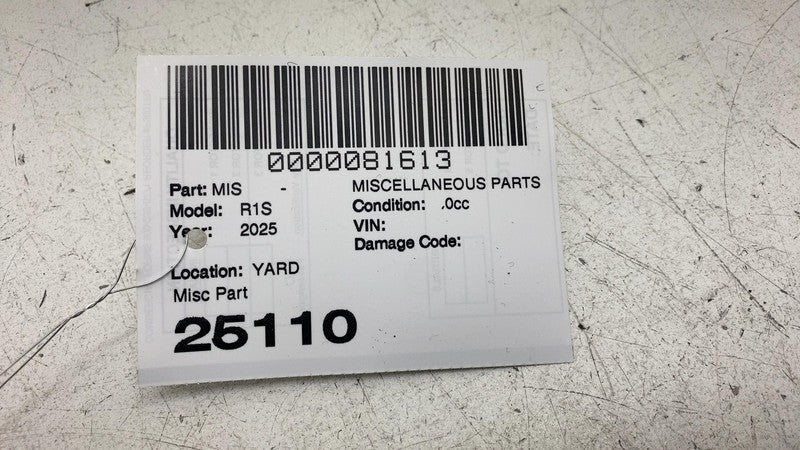 0000081613
Part: MIS - MISCELLANEOUS PARTS
Model: R1S Condition: .0cc
Year: 2025 VIN:
Damage Code:
Location: YARD
Misc Part
25110